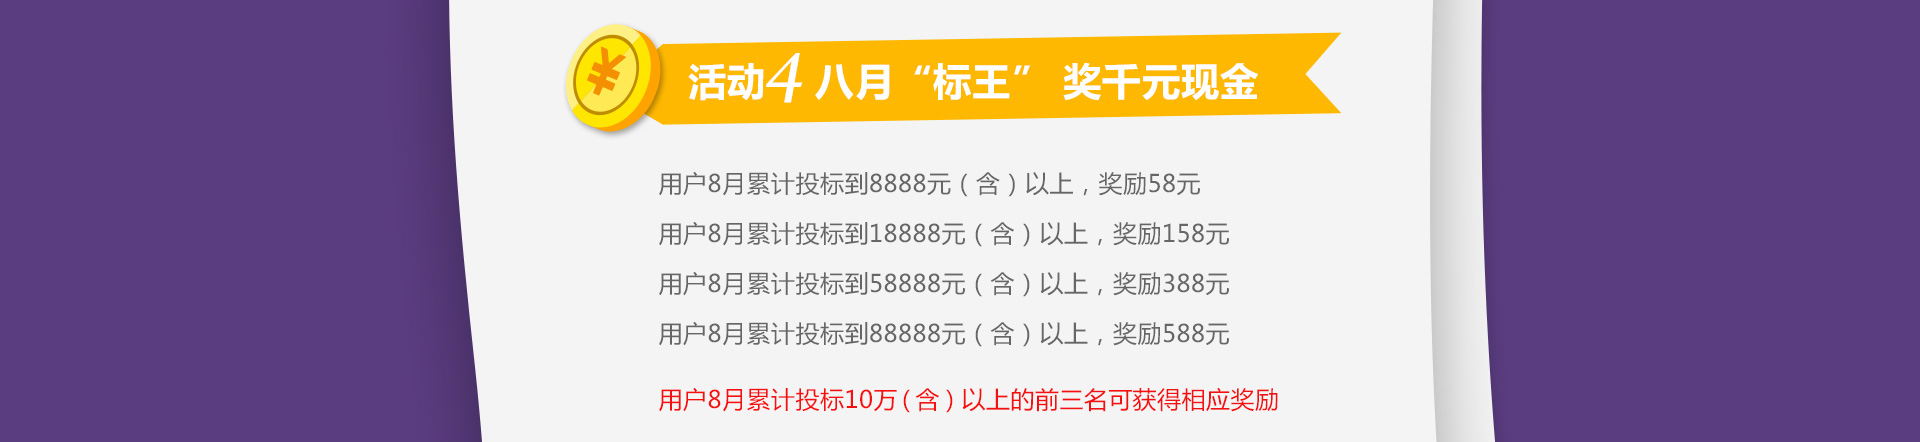 ¥
活动4 八月“标王” 奖千元现金
用户8月累计投标到8888元（含）以上，奖励58元
用户8月累计投标到18888元（含）以上，奖励158元
用户8月累计投标到58888元（含）以上，奖励388元
用户8月累计投标到88888元（含）以上，奖励588元
用户8月累计投标10万（含）以上的前三名可获得相应奖励